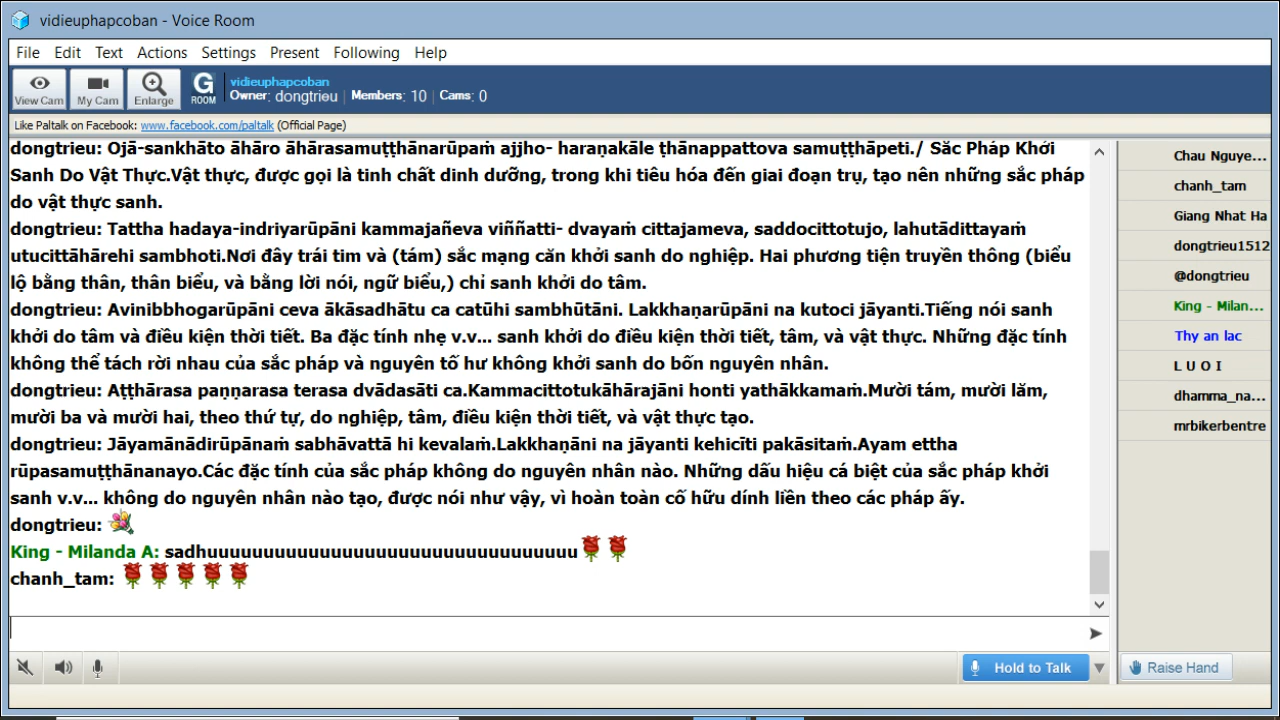 vidieuphapcoban - Voice Room
File Edit Text Actions Settings Present Following Help
View Cam My Cam Enlarge G ROOM
vidieuphapcoban
Owner: dongtrieu | Members: 10 | Cams: 0
Like Paltalk on Facebook: www.facebook.com/paltalk (Official Page)
dongtrieu: Ojā-sankhāto āhāro āhārasamuṭṭhānarūpaṁ ajjho- haraṇakāle ṭhānappattova samuṭṭhāpeti./ Săc Pháp Khởi
Sanh Do Vật Thực.Vật thực, được gọi là tinh chất dinh dưỡng, trong khi tiêu hóa đến giai đoạn trụ, tạo nên những sắc pháp
do vật thực sanh.
dongtrieu: Tattha hadaya-indriyarūpāni kammajañeva viññatti- dvayaṁ cittajameva, saddocittotujo, lahutādittayaṁ
utucittāhārehi sambhoti.Nơi đây trái tim và (tám) sắc mạng căn khởi sanh do nghiệp. Hai phương tiện truyền thông (biểu
lộ bằng thân, thân biểu, và bằng lời nói, ngữ biểu,) chỉ sanh khởi do tâm.
dongtrieu: Avinibbhogarūpāni ceva ākāsadhātu ca catūhi sambhūtāni. Lakkhaṇarūpāni na kutoci jāyanti.Tiếng nói sanh
khởi do tâm và điều kiện thời tiết. Ba đặc tính nhẹ v.v... sanh khởi do điều kiện thời tiết, tâm, và vật thực. Những đặc tính
không thể tách rời nhau của sắc pháp và nguyên tố hư không khởi sanh do bốn nguyên nhân.
dongtrieu: Aṭṭhārasa paṇṇarasa terasa dvādasāti ca.Kammacittotukāhārajāni honti yathākkamaṁ.Mười tám, mười lăm,
mười ba và mười hai, theo thứ tự, do nghiệp, tâm, điều kiện thời tiết, và vật thực tạo.
dongtrieu: Jāyamānādirūpānaṁ sabhāvattā hi kevalaṁ.Lakkhaṇāni na jāyanti kehicīti pakāsitaṁ.Ayam ettha
rūpasamuṭṭhānanayo.Các đặc tính của sắc pháp không do nguyên nhân nào. Những dấu hiệu cá biệt của sắc pháp khởi
sanh v.v... không do nguyên nhân nào tạo, được nói như vậy, vì hoàn toàn cố hữu dính liền theo các pháp ấy.
dongtrieu:
King - Milanda A: sadhuuuuuuuuuuuuuuuuuuuuuuuuuuuuuuuuu
chanh_tam:
Chau Nguye...
chanh_tam
Giang Nhat Ha
dongtrieu1512
@dongtrieu
King - Milan...
Thy an lac
L U O I
dhamma_na...
mrbikerbentre
Hold to Talk
Raise Hand